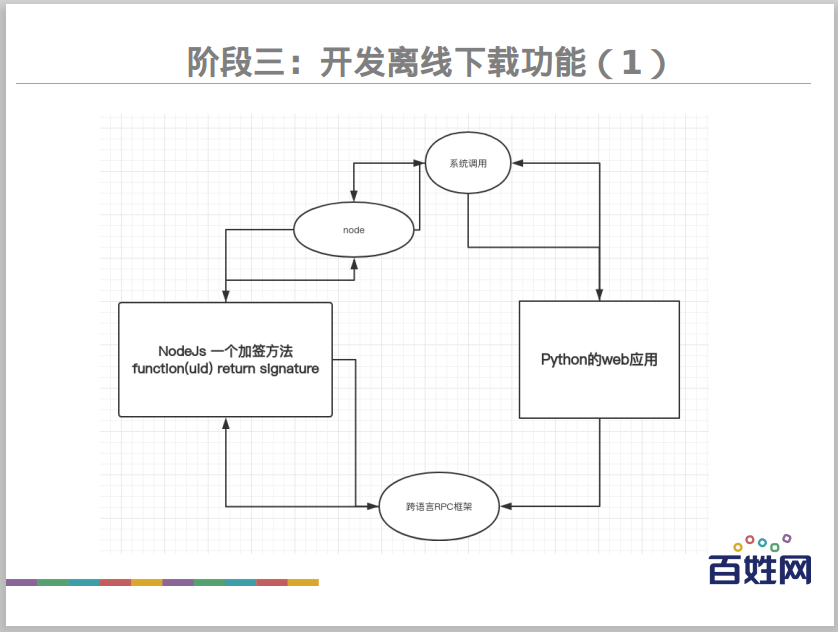 阶段三：开发离线下载功能（1）
系统调用
node
NodeJs 一个加签方法
function(uid) return signature
Python的web应用
跨语言RPC框架
百姓网